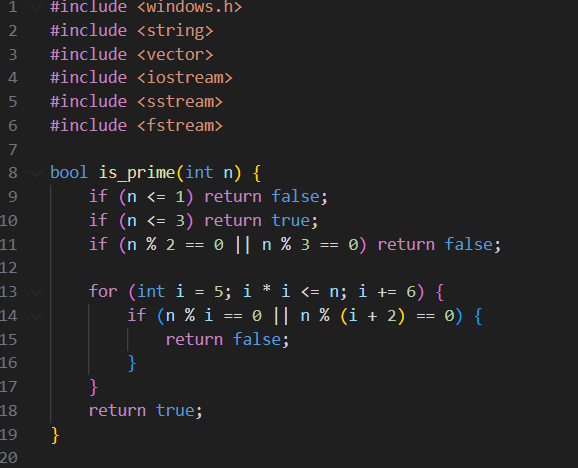 1 #include <windows.h>
2 #include <string>
3 #include <vector>
4 #include <iostream>
5 #include <sstream>
6 #include <fstream>
7
8 bool is_prime(int n) {
9     if (n <= 1) return false;
10     if (n <= 3) return true;
11     if (n % 2 == 0 || n % 3 == 0) return false;
12
13     for (int i = 5; i * i <= n; i += 6) {
14         if (n % i == 0 || n % (i + 2) == 0) {
15             return false;
16         }
17     }
18     return true;
19 }
20